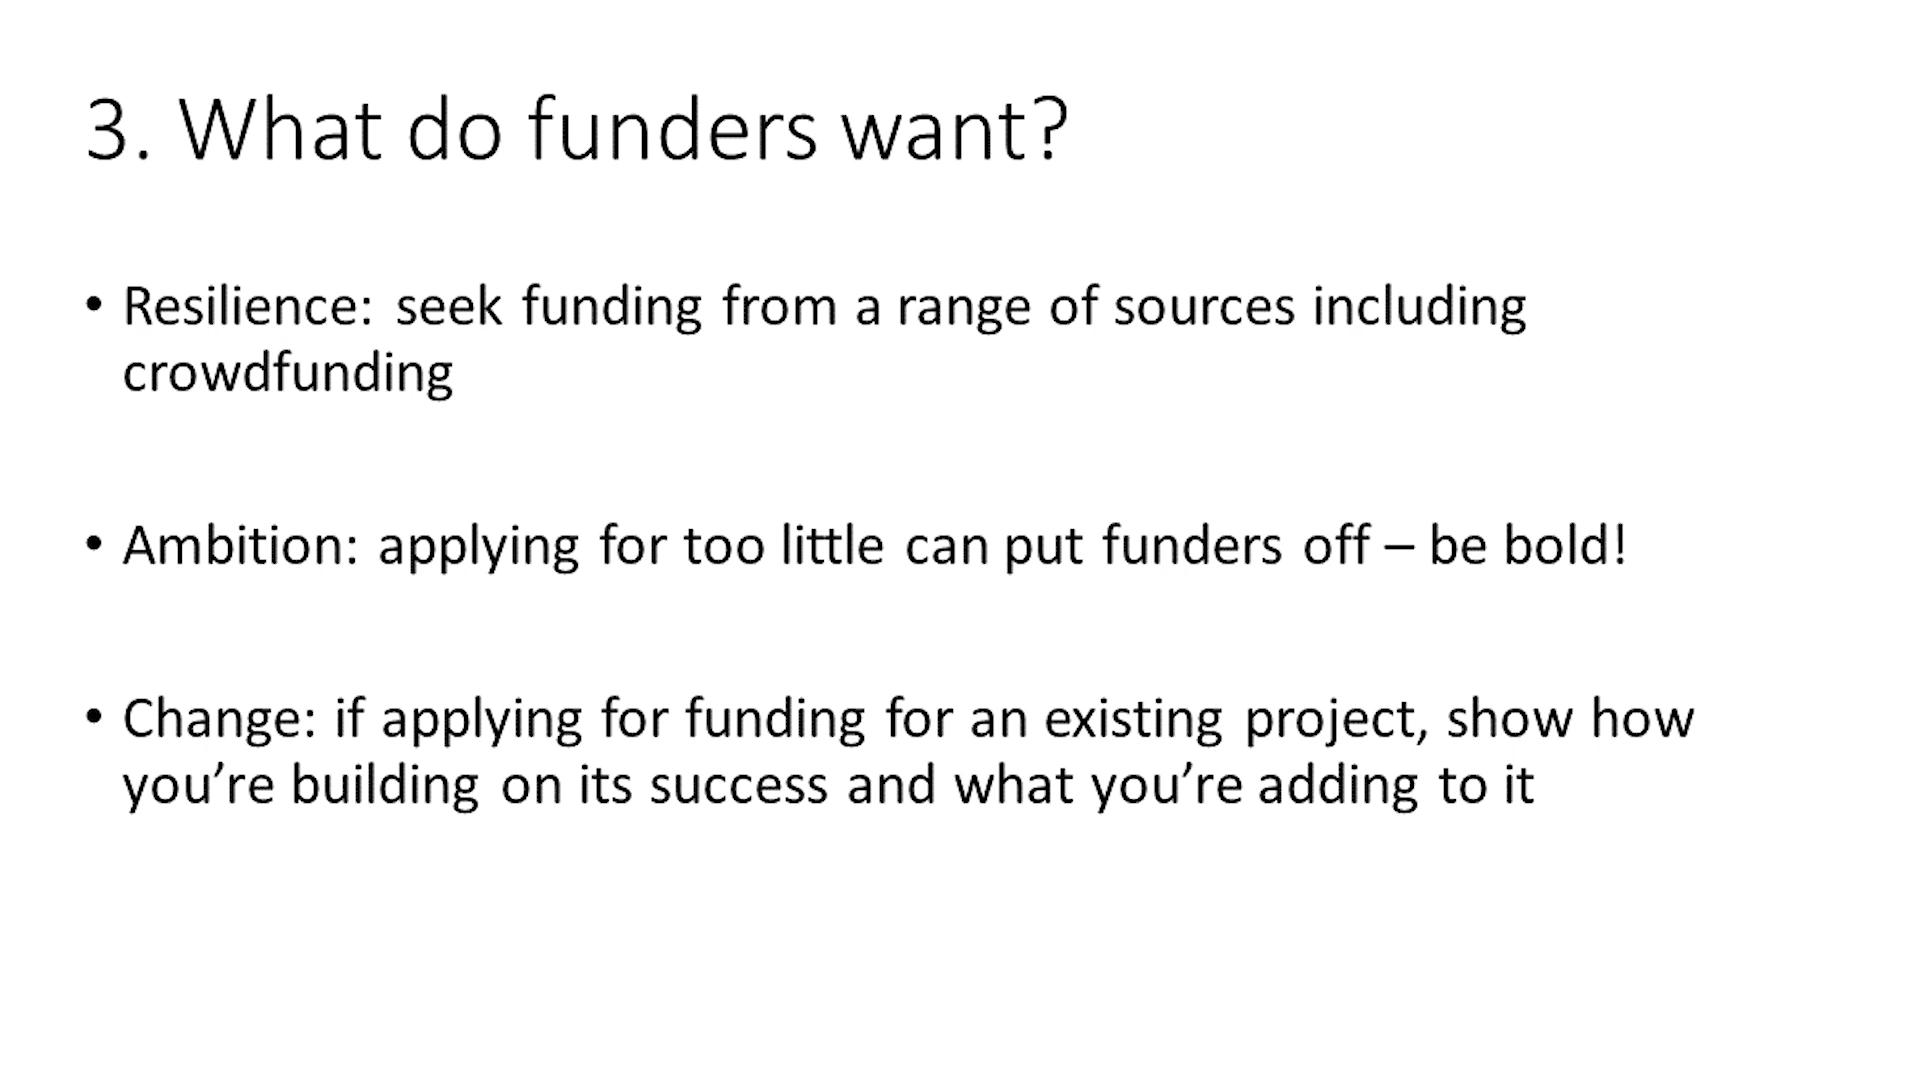 3. What do funders want?
• Resilience: seek funding from a range of sources including
crowdfunding
• Ambition: applying for too little can put funders off – be bold!
• Change: if applying for funding for an existing project, show how
you’re building on its success and what you’re adding to it